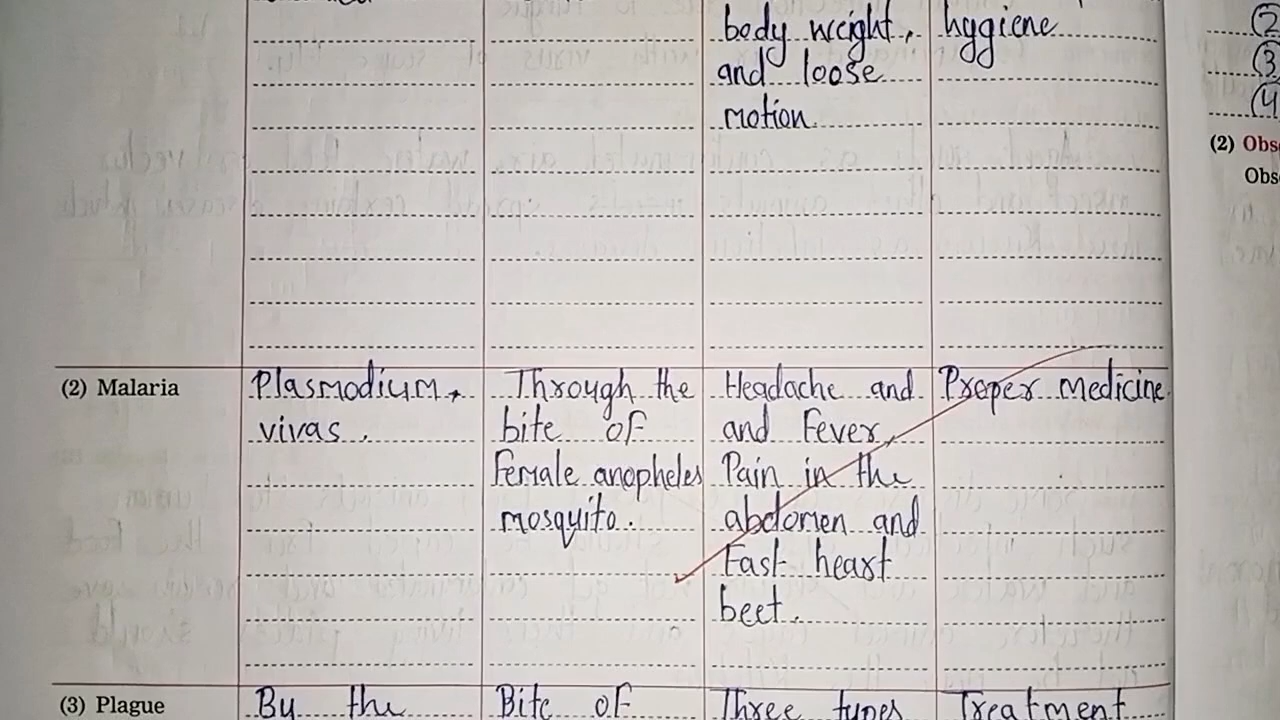 body weight, hygiene
and loose
motion.
(2) Obs
Obs
(2) Malaria
Plasmodium,
vivas.
Through the
bite of
Female anopheles
mosquito.
Headache and
and Fever,
Pain in the
abdomen and
Fast heart
beet.
Proper medicine
(3) Plague
By the
Bite of
Three types
Treatment